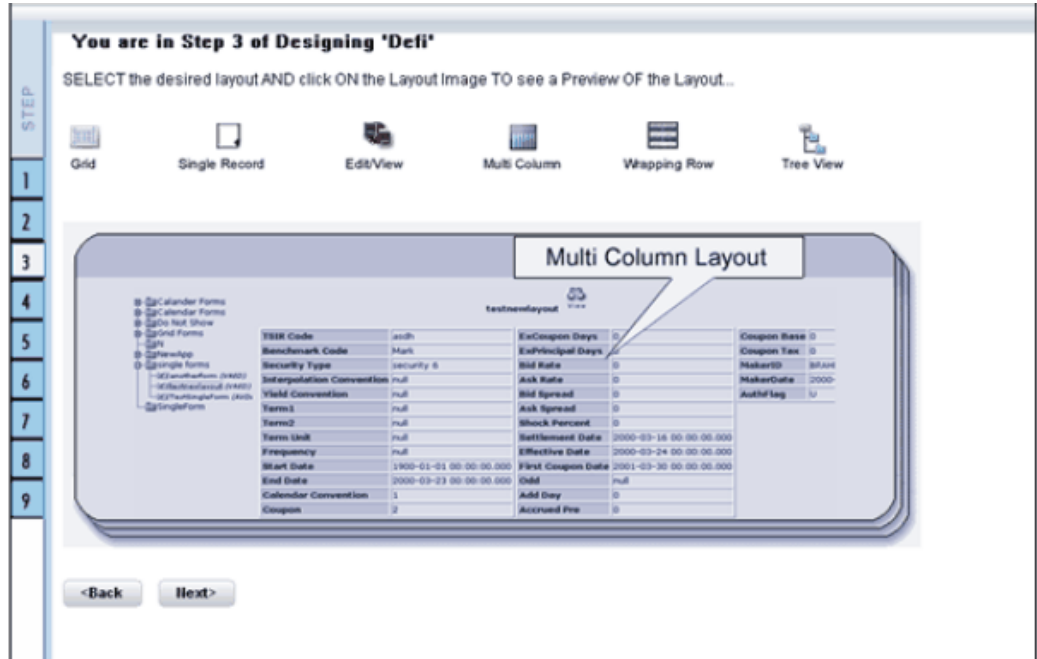 You are in Step 3 of Designing 'Defi'
SELECT the desired layout AND click ON the Layout Image TO see a Preview OF the Layout...
STEP
Grid
Single Record
Edit/View
Multi Column
Wrapping Row
Tree View
1
2
3
4
5
6
7
8
9
Multi Column Layout
testnewlayout
View
Calander Forms
Calendar Forms
Do Not Show
Grid Forms
N
NewApp
single forms
SingleForm
TSIR Code asdh ExCoupon Days 0 Coupon Base 0
Benchmark Code Mark ExPrincipal Days 0 Coupon Tax 0
Security Type security 6 Bid Rate 0 MakerID BRAH
Interpolation Convention null Ask Rate 0 MakerDate 2000-
Yield Convention null Bid Spread 0 AuthFlag U
Term1 null Ask Spread 0
Term2 null Shock Percent 0
Term Unit null Settlement Date 2000-03-16 00:00:00.000
Frequency null Effective Date 2000-03-24 00:00:00.000
Start Date 1900-01-01 00:00:00.000 First Coupon Date 2001-03-30 00:00:00.000
End Date 2000-03-23 00:00:00.000 Odd null
Calendar Convention 1 Add Day 0
Coupon 2 Accrued Pre 0
<Back
Next>